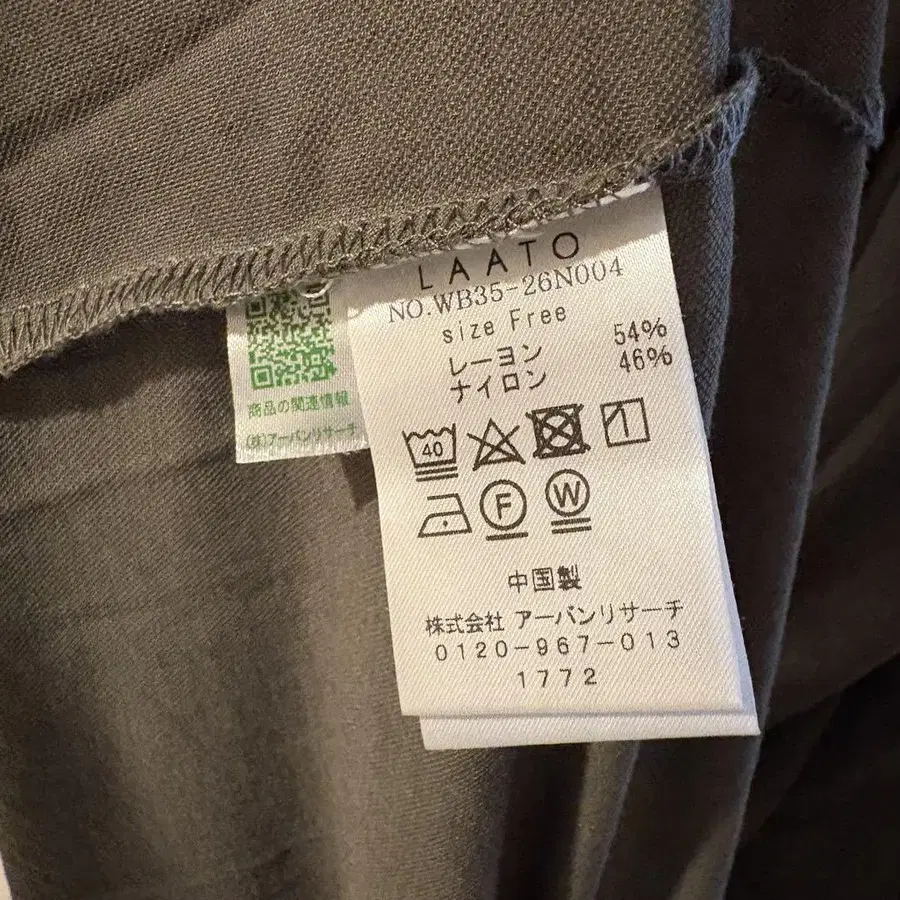 LAATO
NO.WB35-26N004
size Free
レーヨン 54%
ナイロン 46%
40
F W
中国製
株式会社 アーバンリサーチ
0120-967-013
1772
商品の関連情報
(株)アーバンリサーチ